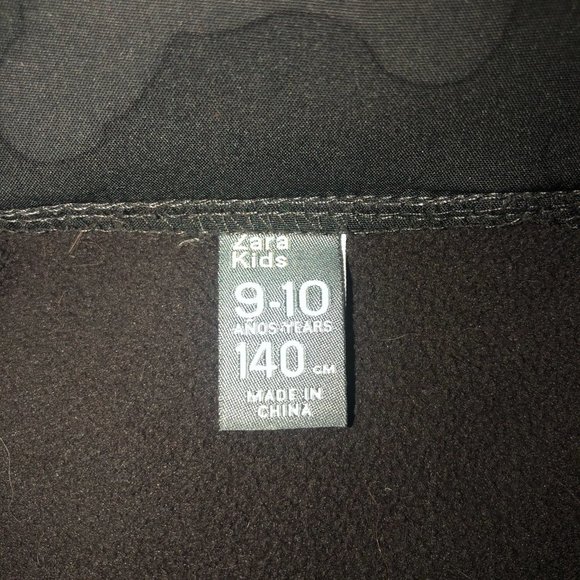 Zara
Kids
9-10
AÑOS-YEARS
140 CM
MADE IN
CHINA